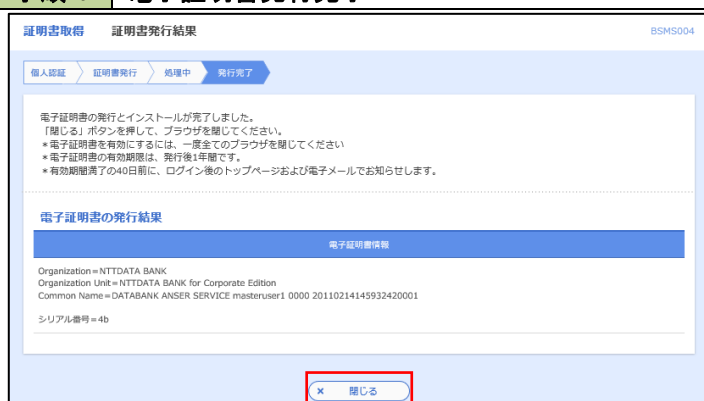 証明書取得 証明書発行結果 BSMS004
個人認証 証明書発行 処理中 発行完了
電子証明書の発行とインストールが完了しました。
「閉じる」ボタンを押して、ブラウザを閉じてください。
*電子証明書を有効にするには、一度全てのブラウザを閉じてください
*電子証明書の有効期限は、発行後1年間です。
*有効期間満了の40日前に、ログイン後のトップページおよび電子メールでお知らせします。
電子証明書の発行結果
電子証明書情報
Organization=NTTDATA BANK
Organization Unit=NTTDATA BANK for Corporate Edition
Common Name=DATABANK ANSER SERVICE masteruser1 0000 20110214145932420001
シリアル番号=4b
× 閉じる